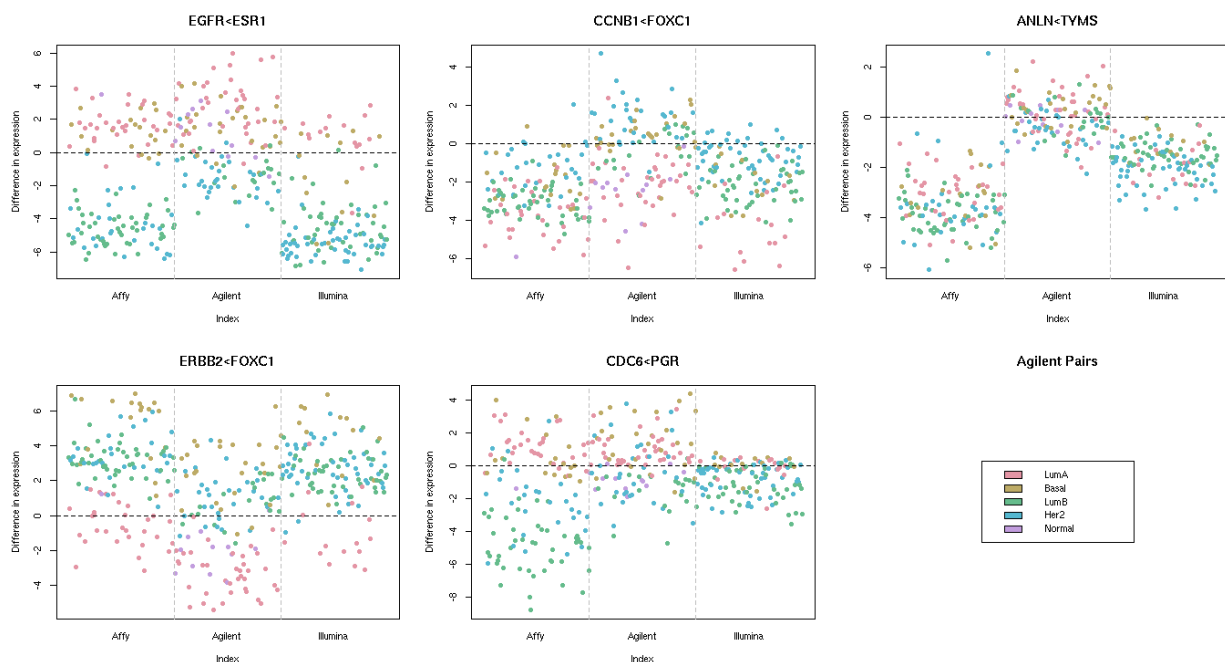 EGFR<ESR1
Difference in expression
6
4
2
0
-2
-4
-6
Affy
Agilent
Illumina
Index
CCNB1<FOXC1
Difference in expression
4
2
0
-2
-4
-6
Affy
Agilent
Illumina
Index
ANLN<TYMS
Difference in expression
2
0
-2
-4
-6
Affy
Agilent
Illumina
Index
ERBB2<FOXC1
Difference in expression
6
4
2
0
-2
-4
Affy
Agilent
Illumina
Index
CDC6<PGR
Difference in expression
4
2
0
-2
-4
-6
-8
Affy
Agilent
Illumina
Index
Agilent Pairs
LumA
Basal
LumB
Her2
Normal